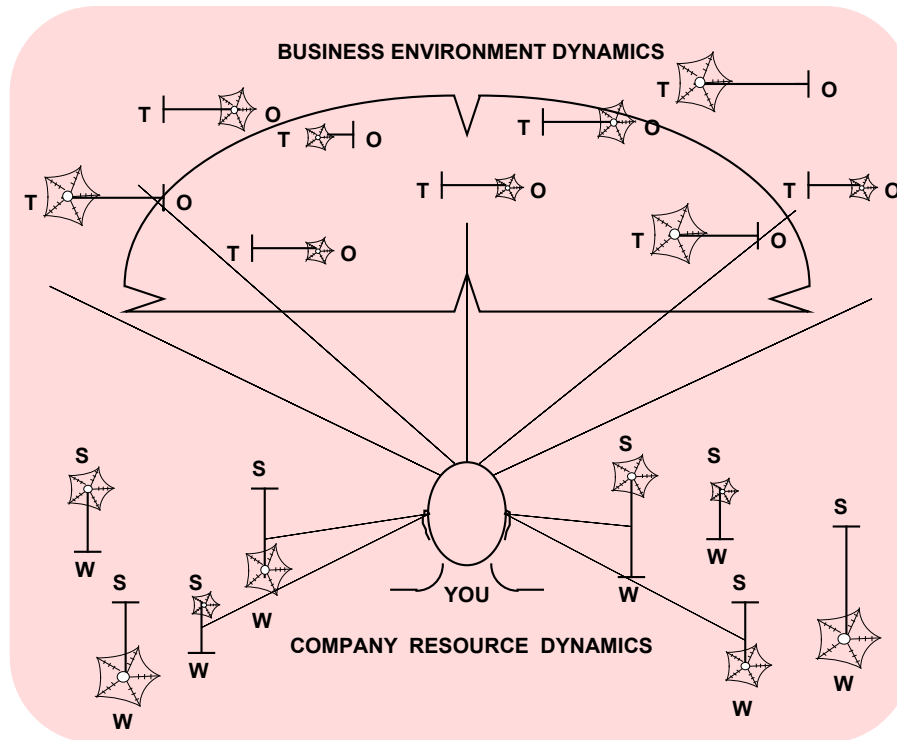 BUSINESS ENVIRONMENT DYNAMICS
T O
T O
T O
T O
T O
T O
T O
T O
T O
S S S
S S
W W
S S W
W
YOU
W
COMPANY RESOURCE DYNAMICS
W W
W W